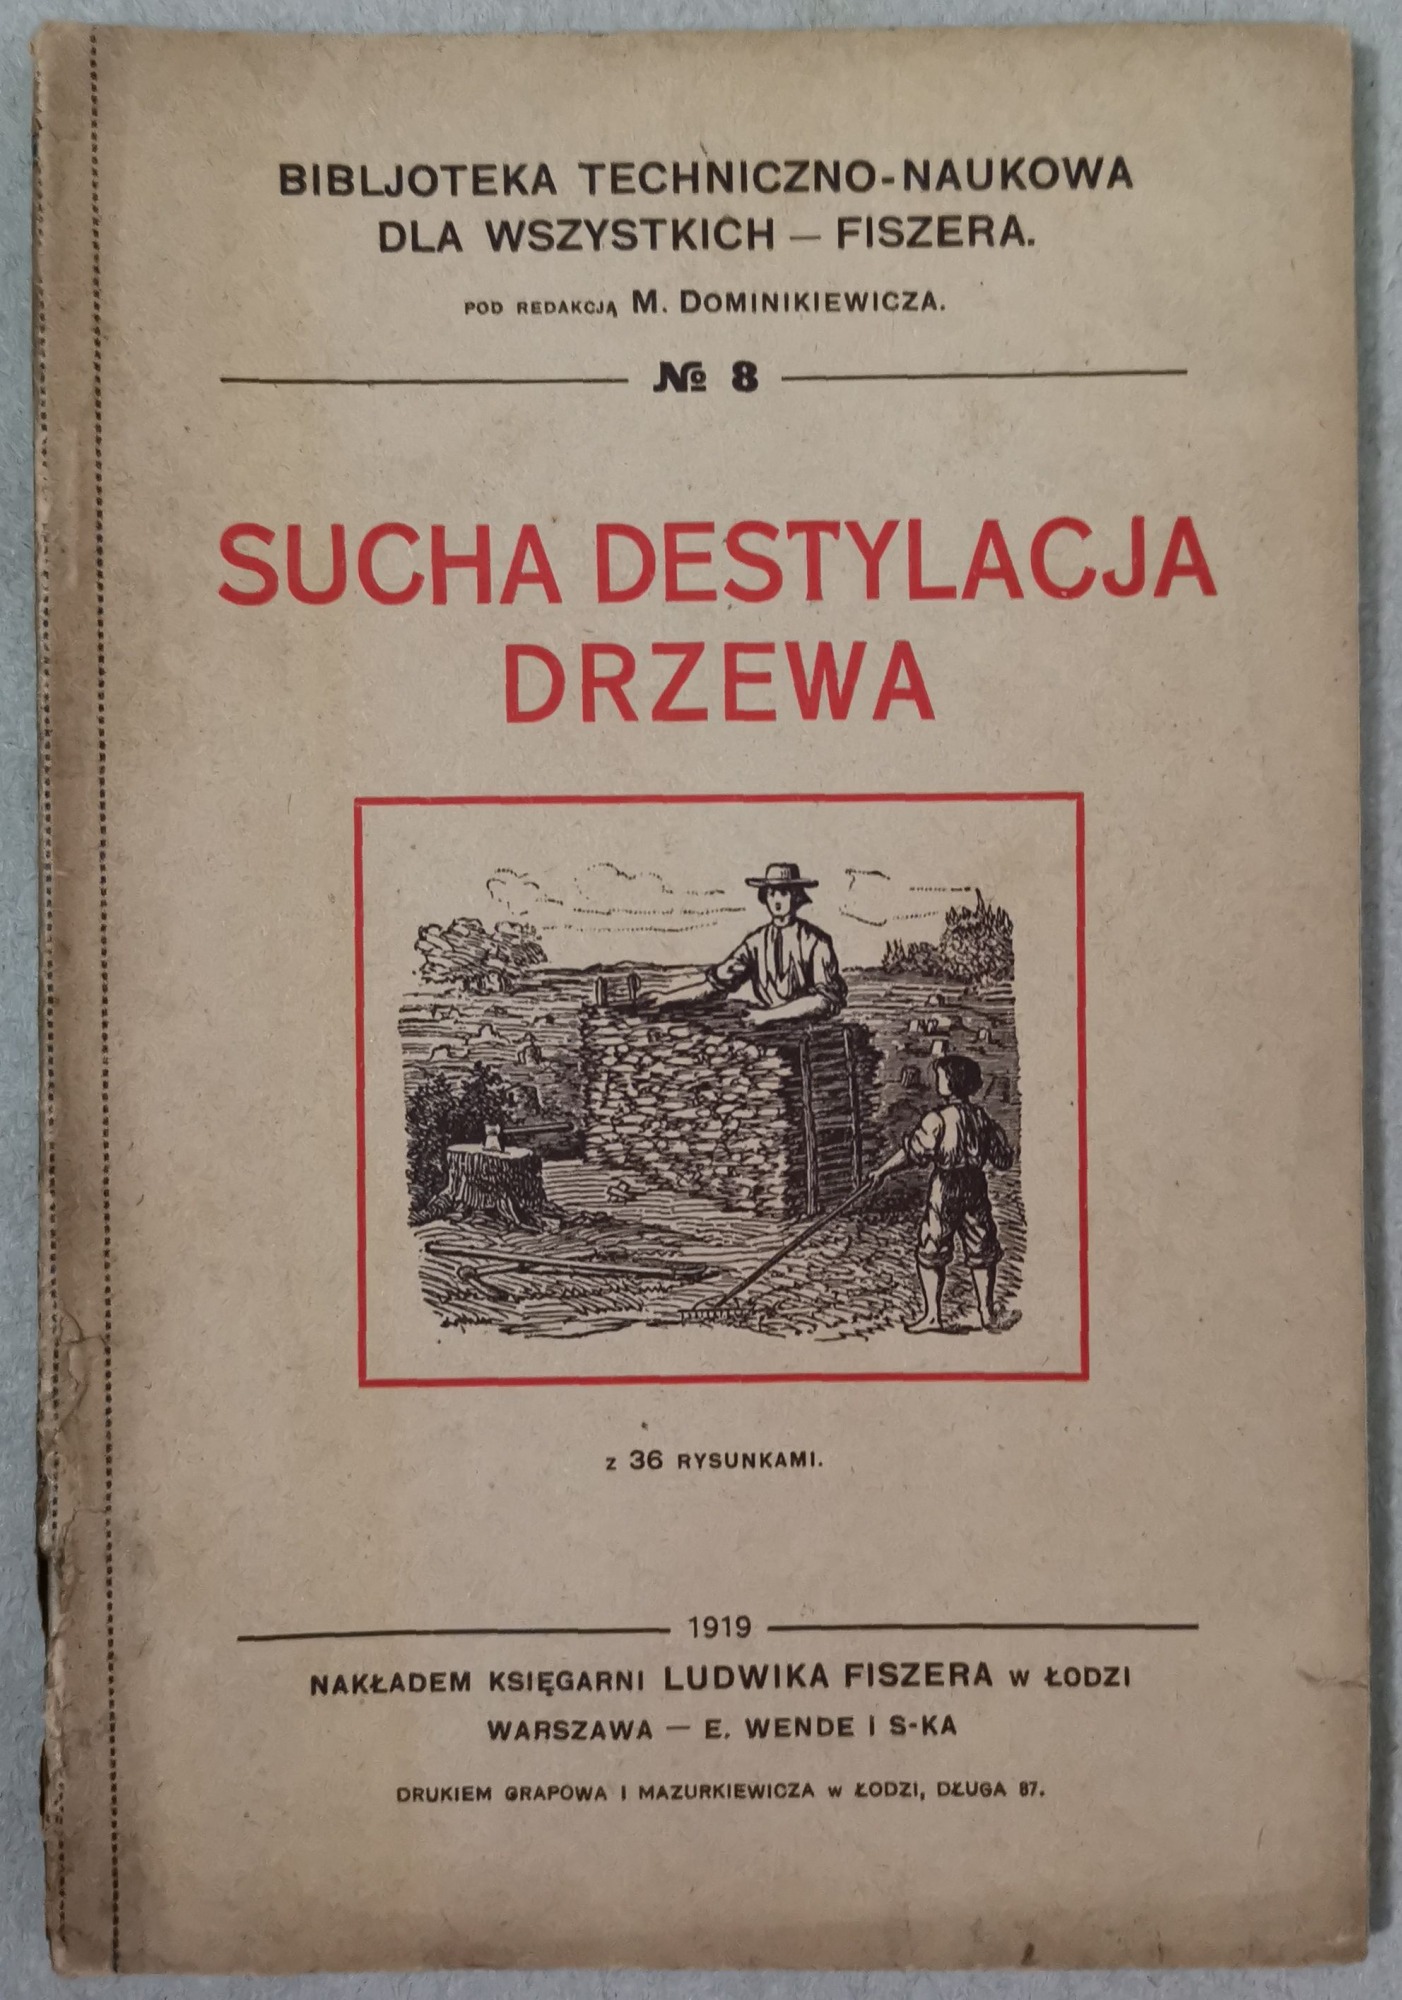 BIBLJOTEKA TECHNICZNO-NAUKOWA
DLA WSZYSTKICH — FISZERA.
POD REDAKCJĄ M. DOMINIKIEWICZA.
№ 8
SUCHA DESTYLACJA
DRZEWA
Z 36 RYSUNKAMI.
1919
NAKŁADEM KSIĘGARNI LUDWIKA FISZERA W ŁODZI
WARSZAWA — E. WENDE I S-KA
DRUKIEM GRAPOWA I MAZURKIEWICZA W ŁODZI, DŁUGA 87.